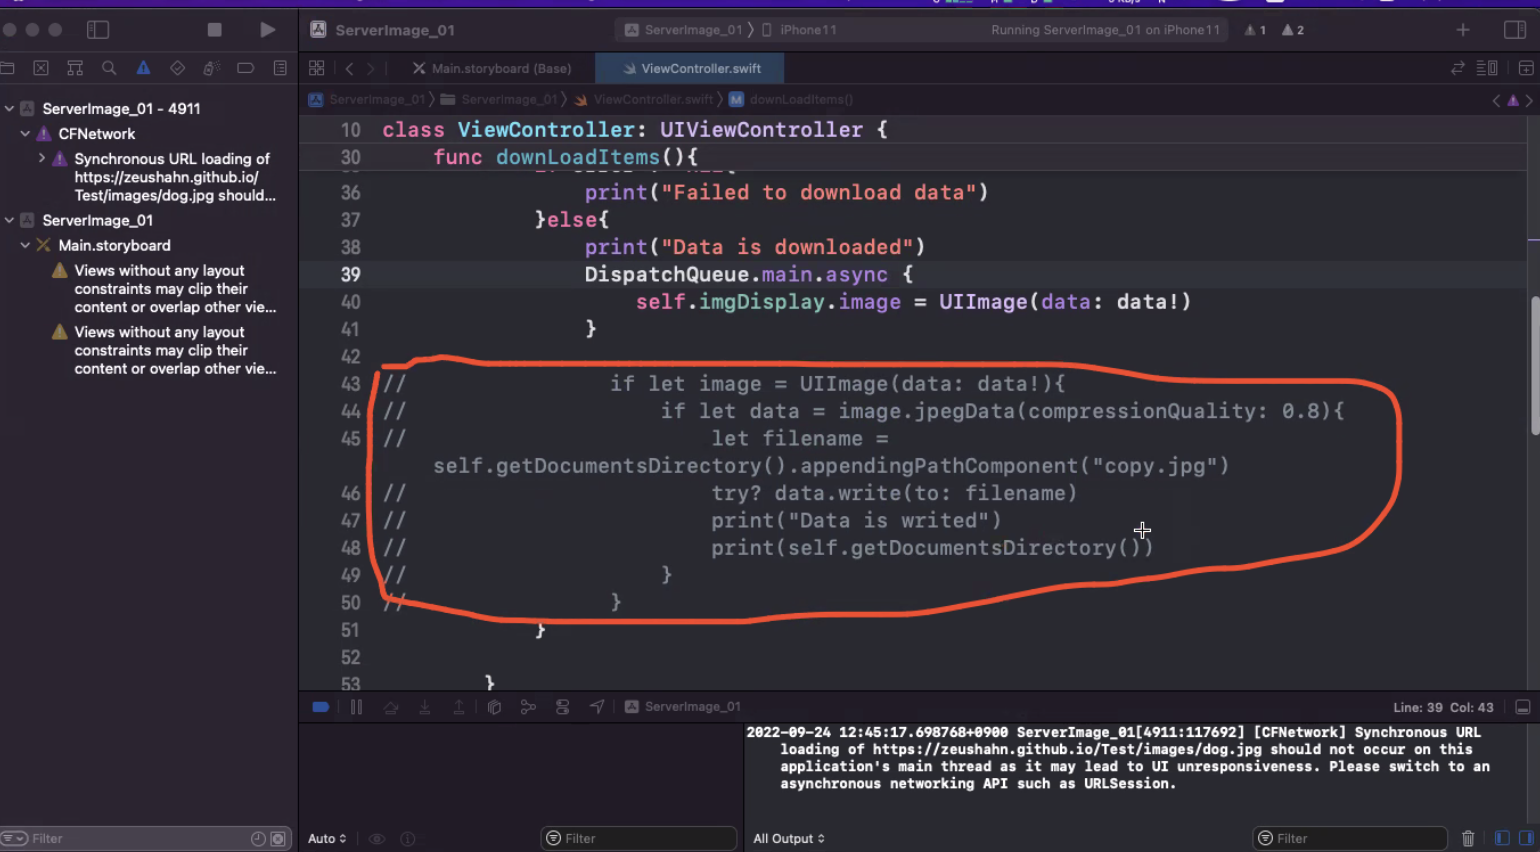 ServerImage_01
ServerImage_01 〉 iPhone11
Running ServerImage_01 on iPhone11
1
2
Main.storyboard (Base)
ViewController.swift
ServerImage_01 〉 ServerImage_01 〉 ViewController.swift 〉 M downLoadItems()
ServerImage_01 - 4911
CFNetwork
Synchronous URL loading of
https://zeushahn.github.io/
Test/images/dog.jpg should...
ServerImage_01
Main.storyboard
Views without any layout
constraints may clip their
content or overlap other vie...
Views without any layout
constraints may clip their
content or overlap other vie...
Filter
10 class ViewController: UIViewController {
30 func downLoadItems(){
36 print("Failed to download data")
37 }else{
38 print("Data is downloaded")
39 DispatchQueue.main.async {
40 self.imgDisplay.image = UIImage(data: data!)
41 }
42
43 // if let image = UIImage(data: data!){
44 // if let data = image.jpegData(compressionQuality: 0.8){
45 // let filename =
self.getDocumentsDirectory().appendingPathComponent("copy.jpg")
46 // try? data.write(to: filename)
47 // print("Data is writed")
48 // print(self.getDocumentsDirectory())
49 // }
50 // }
51 }
52
53 }
ServerImage_01
Line: 39 Col: 43
2022-09-24 12:45:17.698768+0900 ServerImage_01[4911:117692] [CFNetwork] Synchronous URL
loading of https://zeushahn.github.io/Test/images/dog.jpg should not occur on this
application's main thread as it may lead to UI unresponsiveness. Please switch to an
asynchronous networking API such as URLSession.
Auto
Filter
All Output
Filter